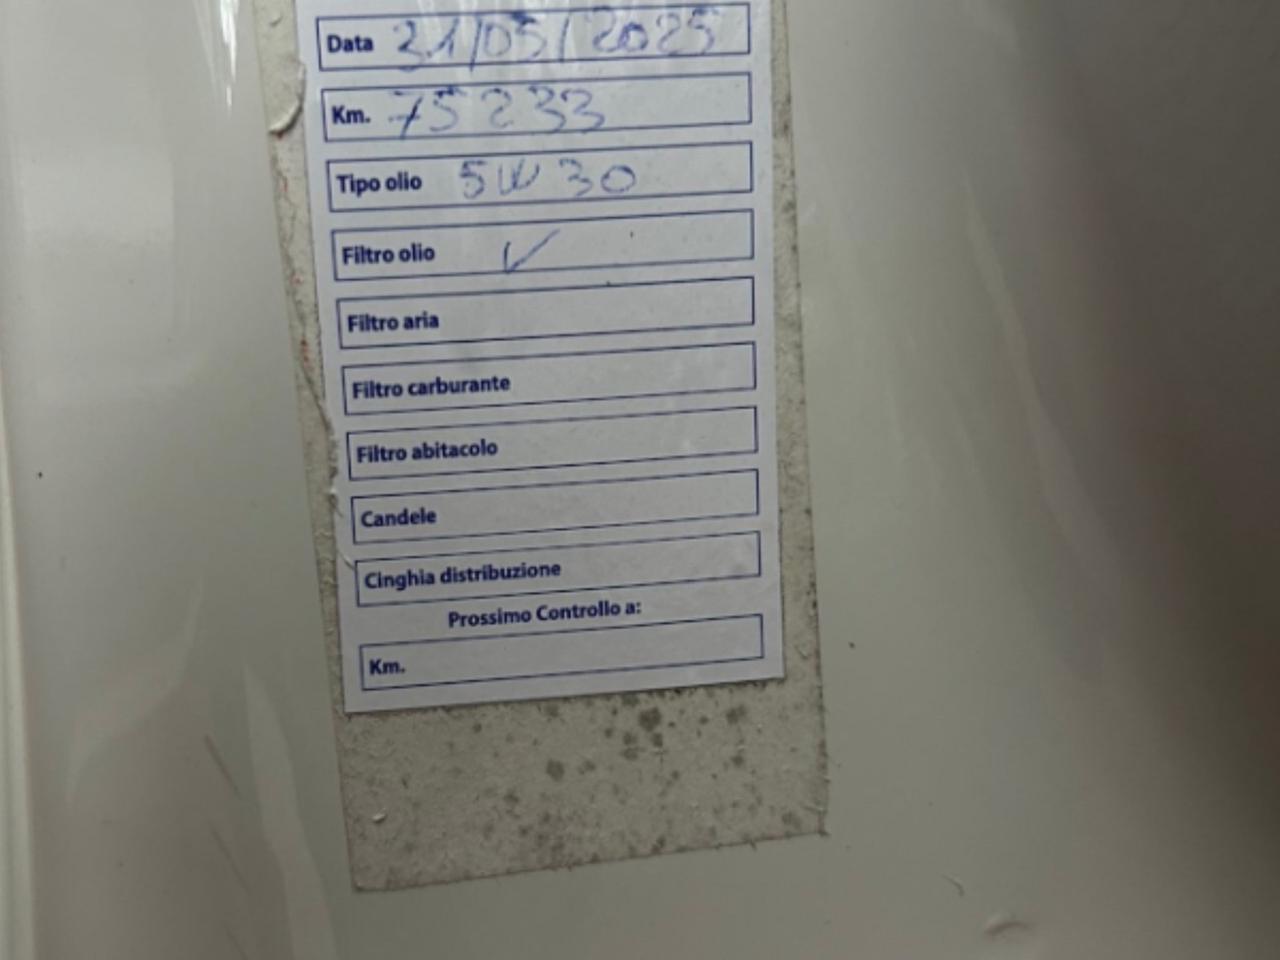 Data 31/05/2025
Km. 75233
Tipo olio 5W30
Filtro olio ✓
Filtro aria
Filtro carburante
Filtro abitacolo
Candele
Cinghia distribuzione
Prossimo Controllo a:
Km.